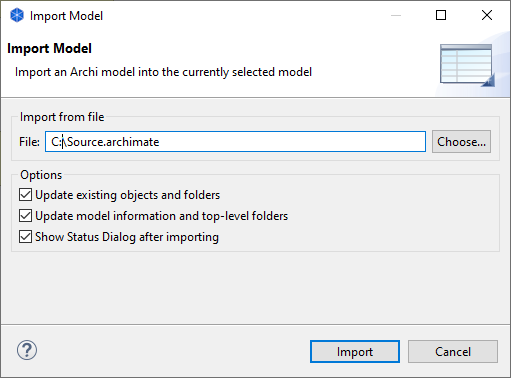 Import Model
Import Model
Import an Archi model into the currently selected model
Import from file
File: C:\Source.archimate Choose...
Options
Update existing objects and folders
Update model information and top-level folders
Show Status Dialog after importing
? Import Cancel